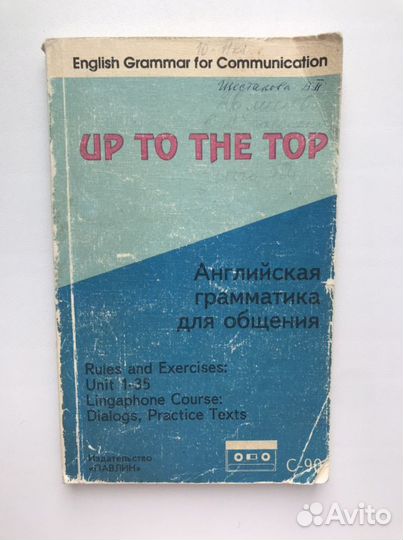 English Grammar for Communication
Шестакова В.П.
UP TO THE TOP
Английская
грамматика
для общения
Rules and Exercises:
Unit 1-35
Lingaphone Course:
Dialogs, Practice Texts
Издательство
«ПАВЛИН»
C-90
Avito